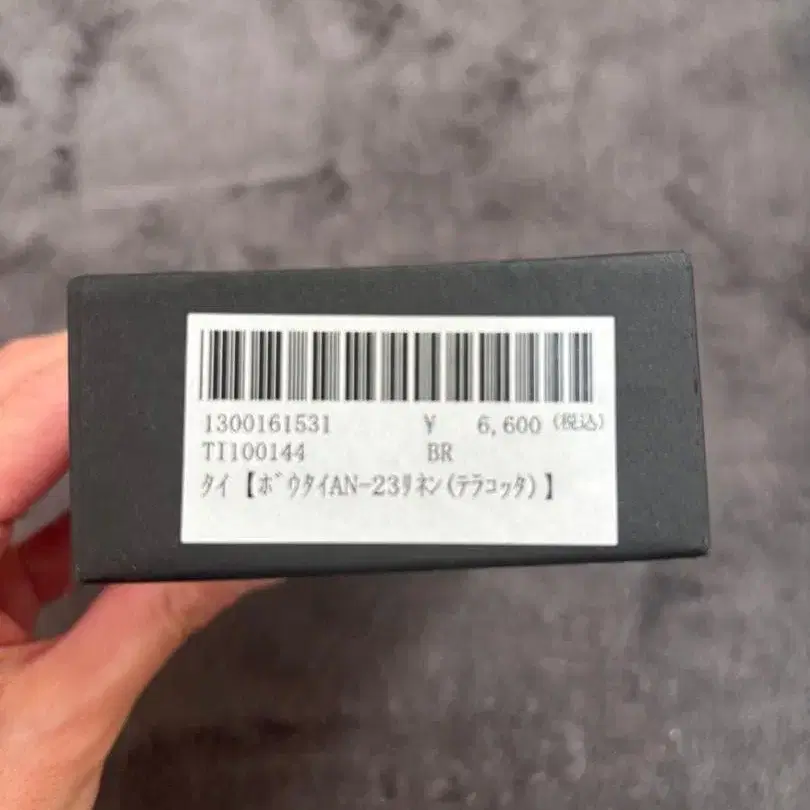 1300161531 ¥ 6,600 (税込)
TI100144 BR
タイ【ボウタイAN-23リネン(テラコッタ)】